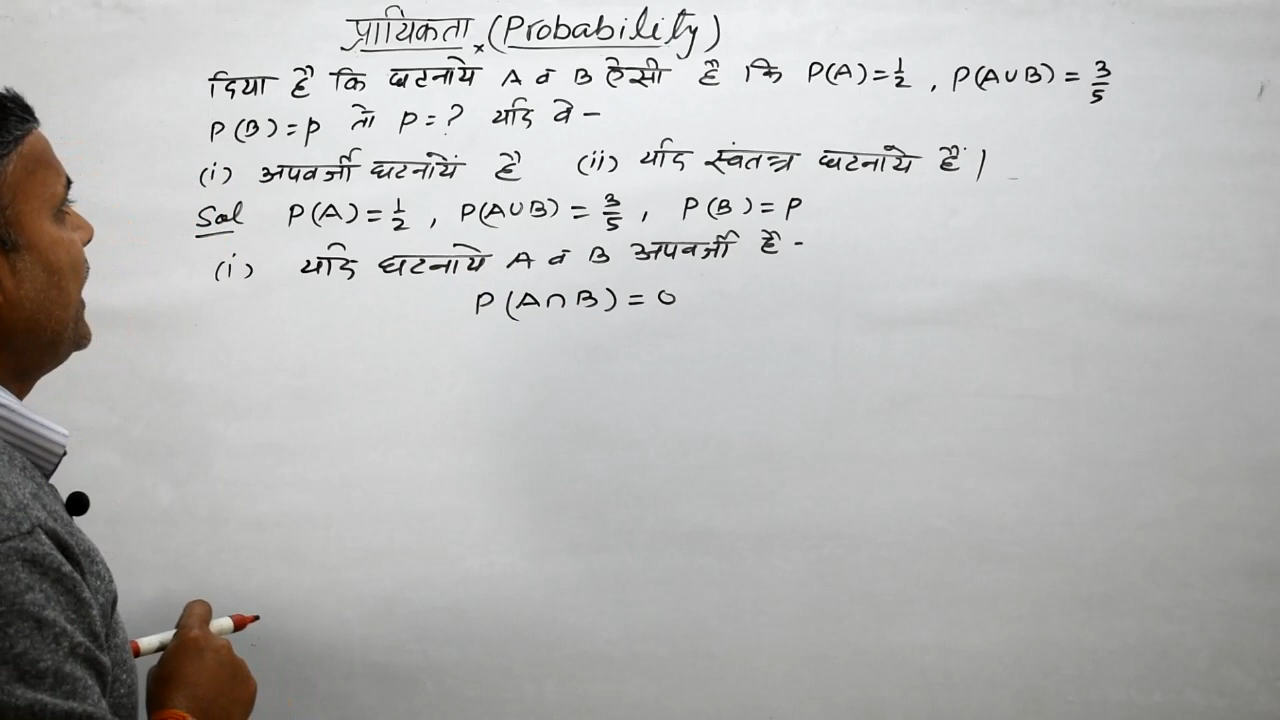 प्रायिकता (Probability)
दिया है कि घटनाये A व B ऐसी है कि P(A)=1/2, P(A∪B) = 3/5
P(B)=p तो p=? यदि वे -
(i) अपवर्जी घटनायें है (ii) यदि स्वंतन्त्र घटनाये हैं।
Sol P(A)=1/2, P(A∪B) = 3/5, P(B)=p
(i) यदि घटनाये A व B अपवर्जी है -
P(A∩B)=0